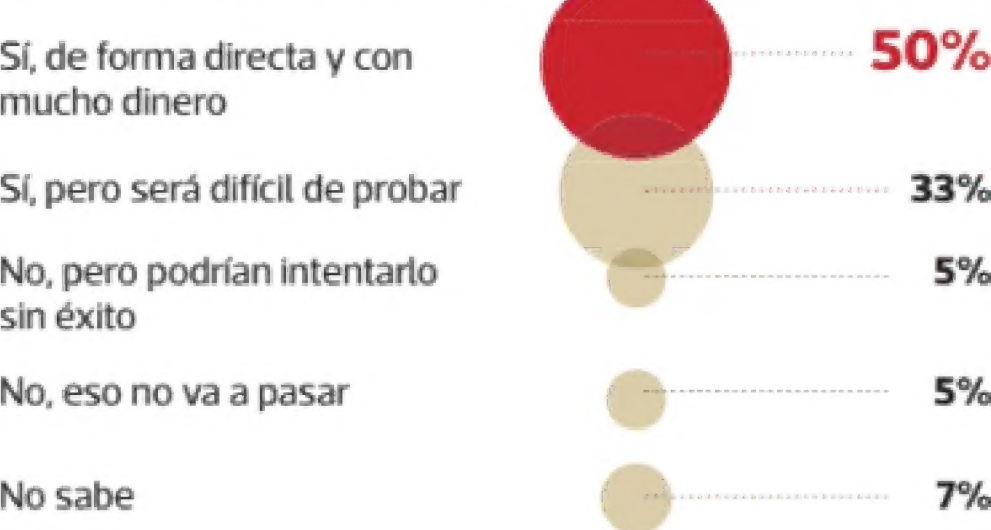 Sí, de forma directa y con
mucho dinero
50%
Sí, pero será difícil de probar
33%
No, pero podrían intentarlo
sin éxito
5%
No, eso no va a pasar
5%
No sabe
7%